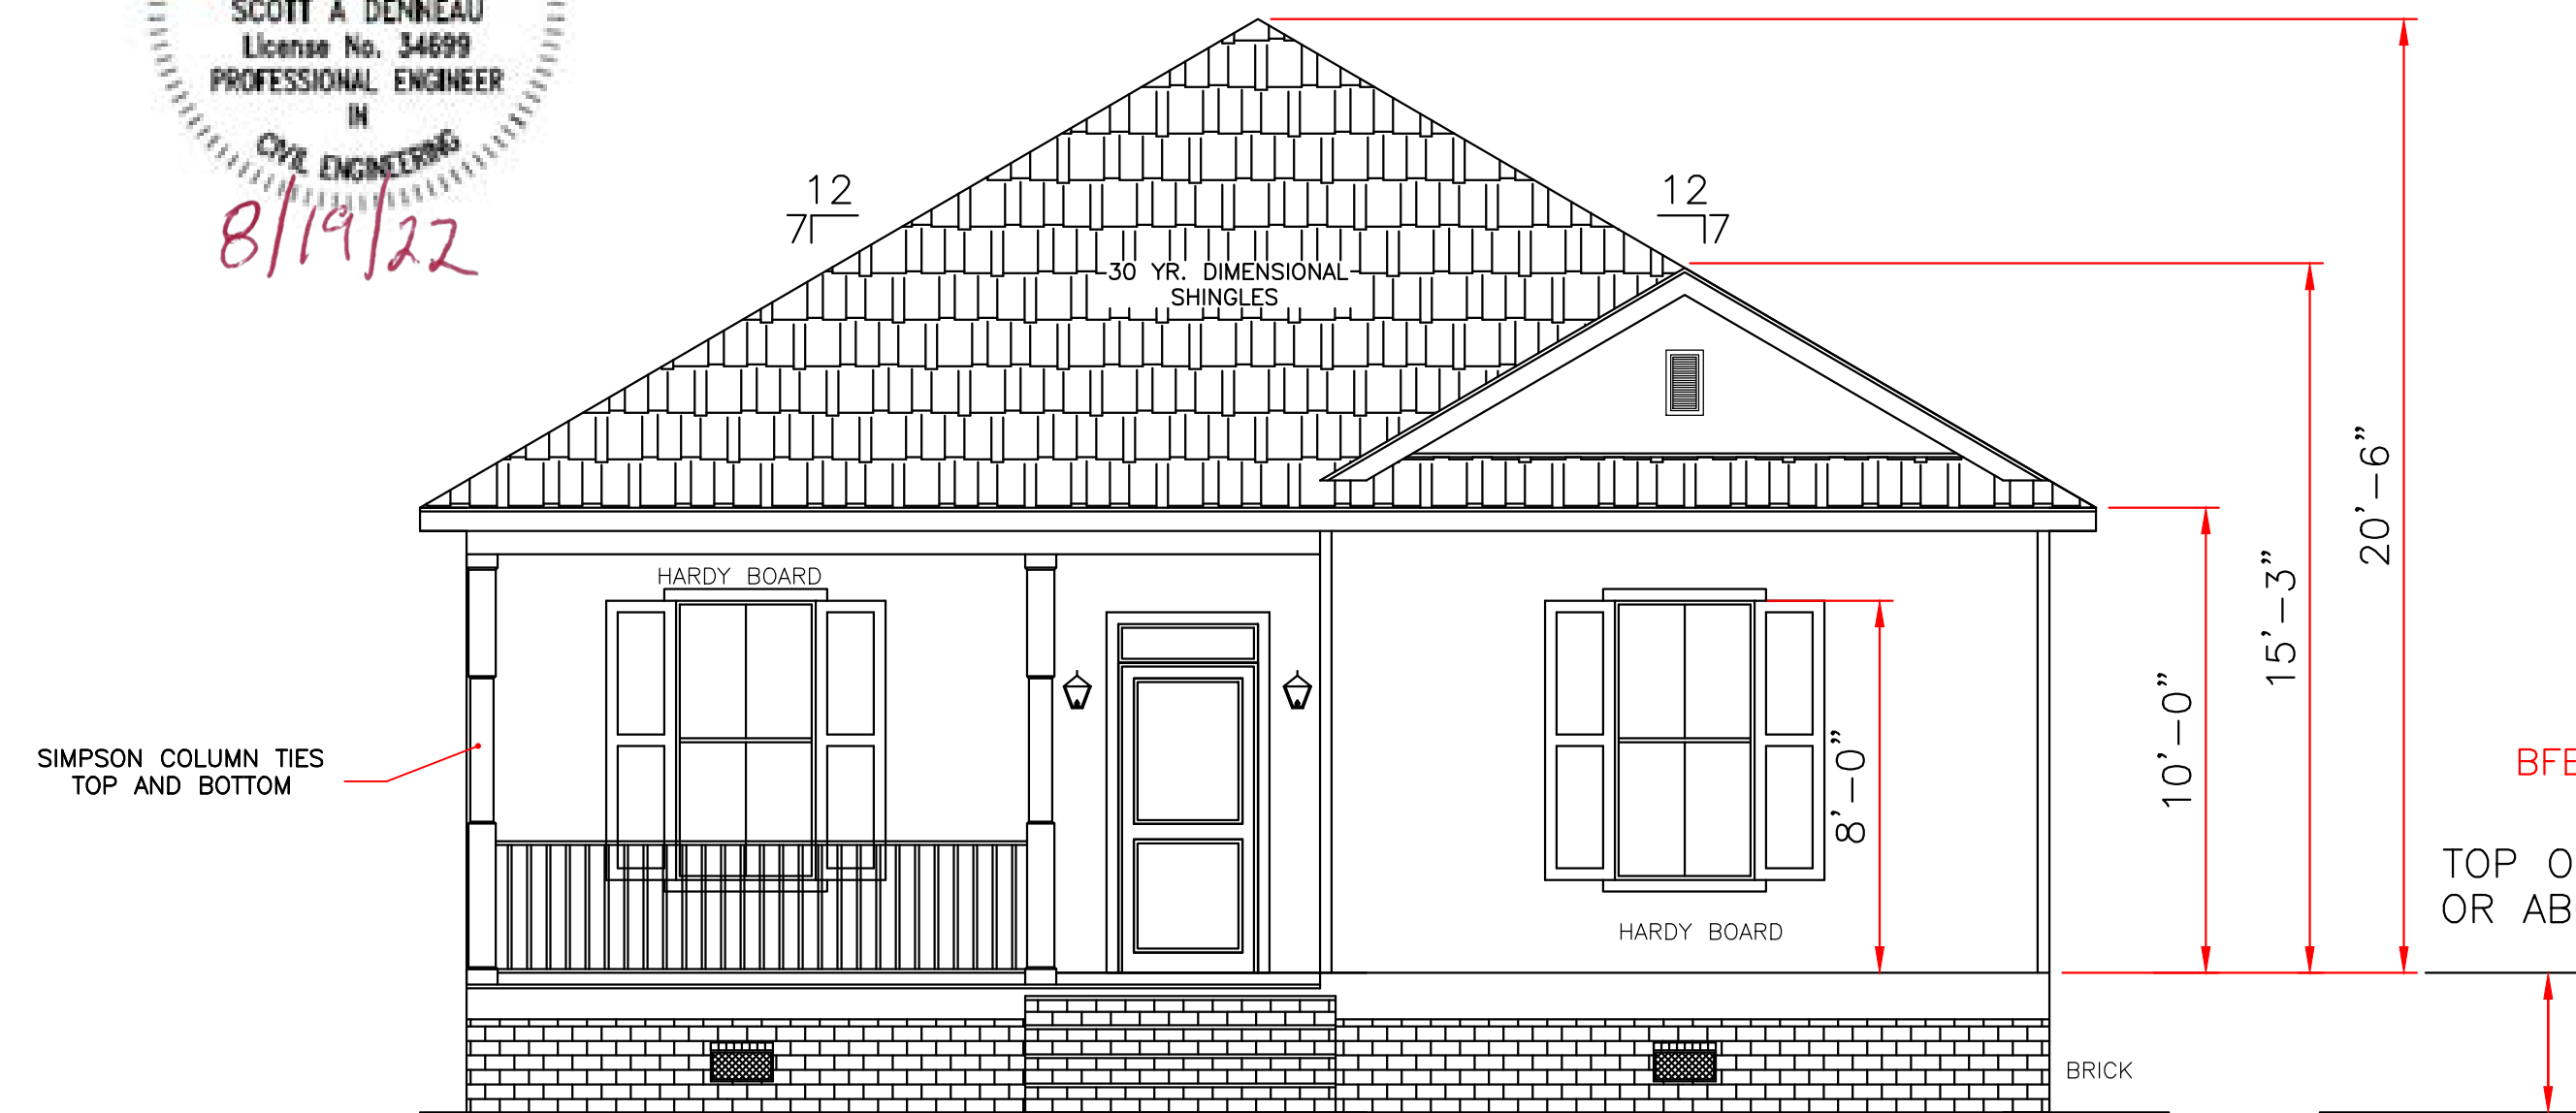 SCOTT A DENNEAU
License No. 34699
PROFESSIONAL ENGINEER
IN
CIVIL ENGINEERING
8/19/22
12
7
12
7
30 YR. DIMENSIONAL
SHINGLES
HARDY BOARD
SIMPSON COLUMN TIES
TOP AND BOTTOM
HARDY BOARD
8'-0"
10'-0"
15'-3"
20'-6"
BFE
TOP O
OR AB
BRICK